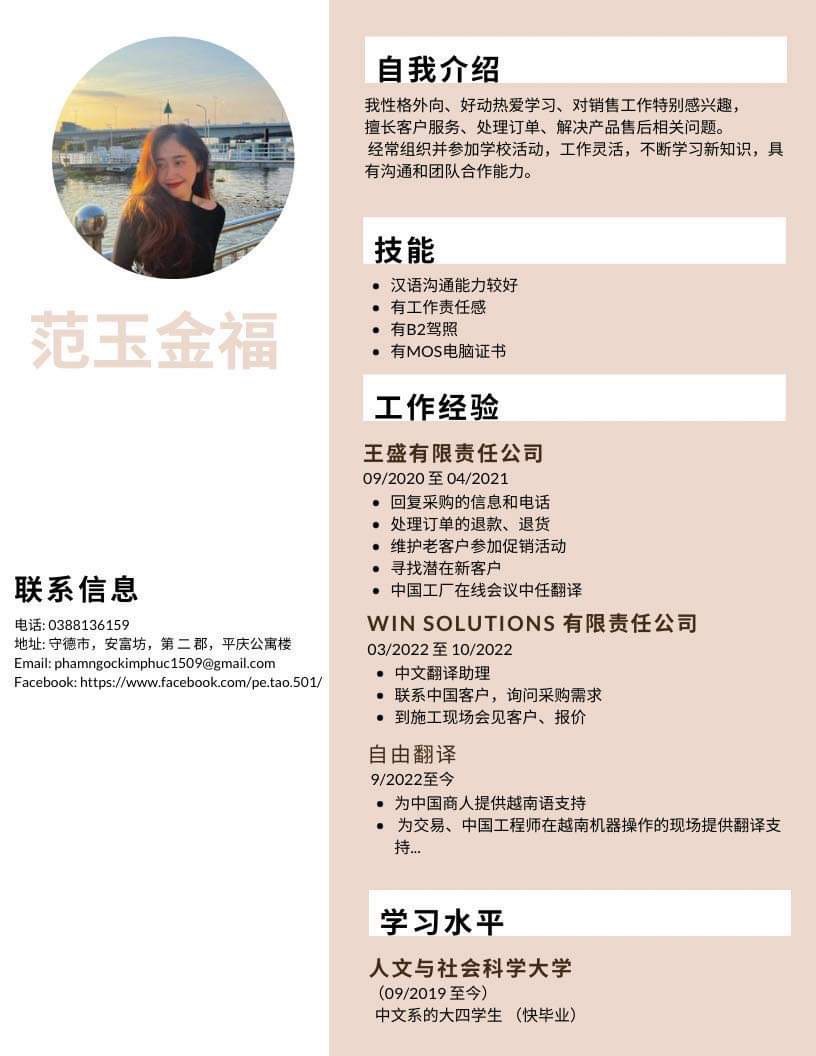 范玉金福
联系信息
电话: 0388136159
地址: 守德市，安富坊，第二郡，平庆公寓楼
Email: phamngockimphuc1509@gmail.com
Facebook: https://www.facebook.com/pe.tao.501/
自我介绍
我性格外向、好动热爱学习、对销售工作特别感兴趣，
擅长客户服务、处理订单、解决产品售后相关问题。
经常组织并参加学校活动，工作灵活，不断学习新知识，具
有沟通和团队合作能力。
技能
• 汉语沟通能力较好
• 有工作责任感
• 有B2驾照
• 有MOS电脑证书
工作经验
王盛有限责任公司
09/2020 至 04/2021
• 回复采购的信息和电话
• 处理订单的退款、退货
• 维护老客户参加促销活动
• 寻找潜在新客户
• 中国工厂在线会议中任翻译
WIN SOLUTIONS 有限责任公司
03/2022 至 10/2022
• 中文翻译助理
• 联系中国客户，询问采购需求
• 到施工现场会见客户、报价
自由翻译
9/2022至今
• 为中国商人提供越南语支持
• 为交易、中国工程师在越南机器操作的现场提供翻译支
持...
学习水平
人文与社会科学大学
（09/2019 至今）
中文系的大四学生 （快毕业）